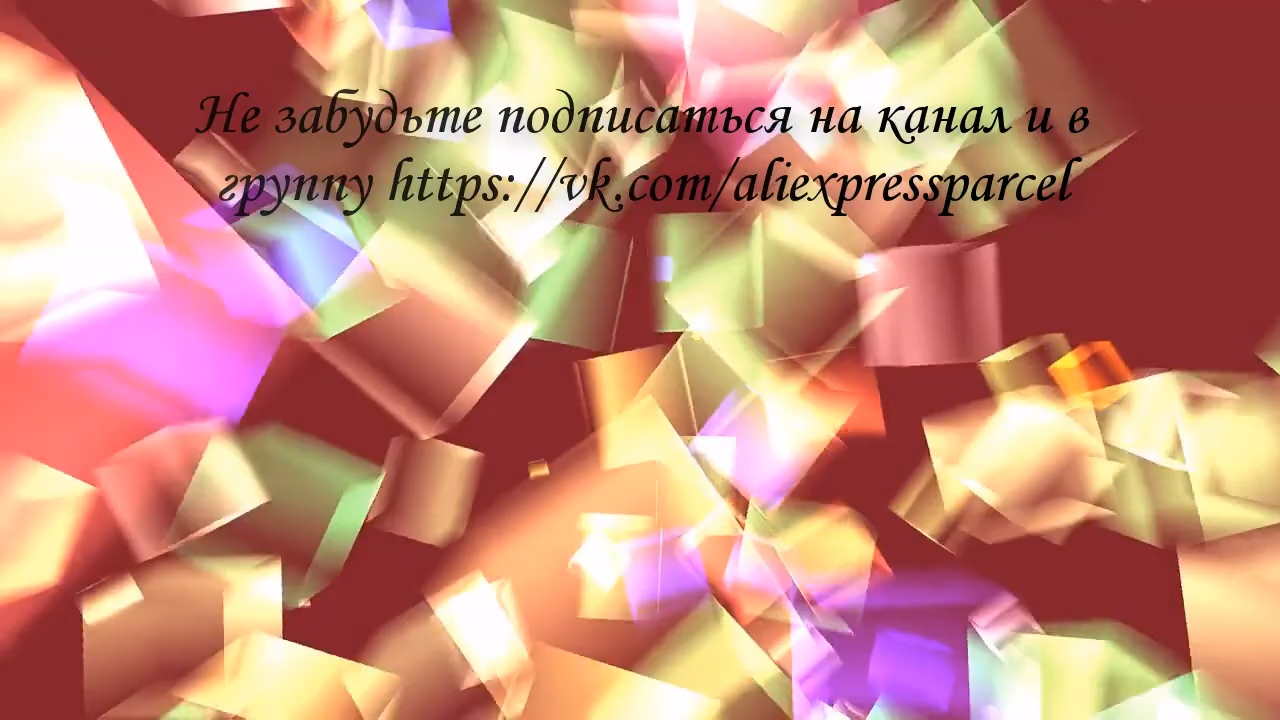 Не забудьте подписаться на канал и в
группу https://vk.com/aliexpressparcel